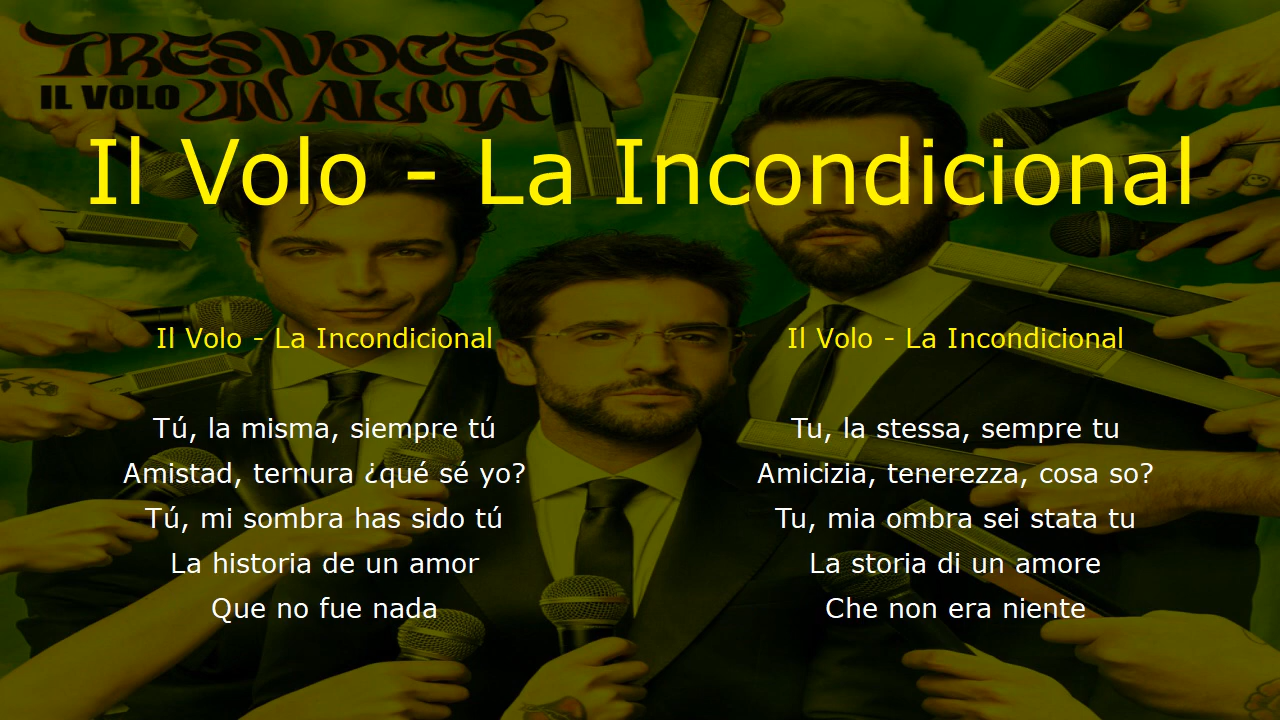 TRES VOCES
IL VOLO UN ALMA
Il Volo - La Incondicional
Il Volo - La Incondicional
Tú, la misma, siempre tú
Amistad, ternura ¿qué sé yo?
Tú, mi sombra has sido tú
La historia de un amor
Que no fue nada
Il Volo - La Incondicional
Tu, la stessa, sempre tu
Amicizia, tenerezza, cosa so?
Tu, mia ombra sei stata tu
La storia di un amore
Che non era niente